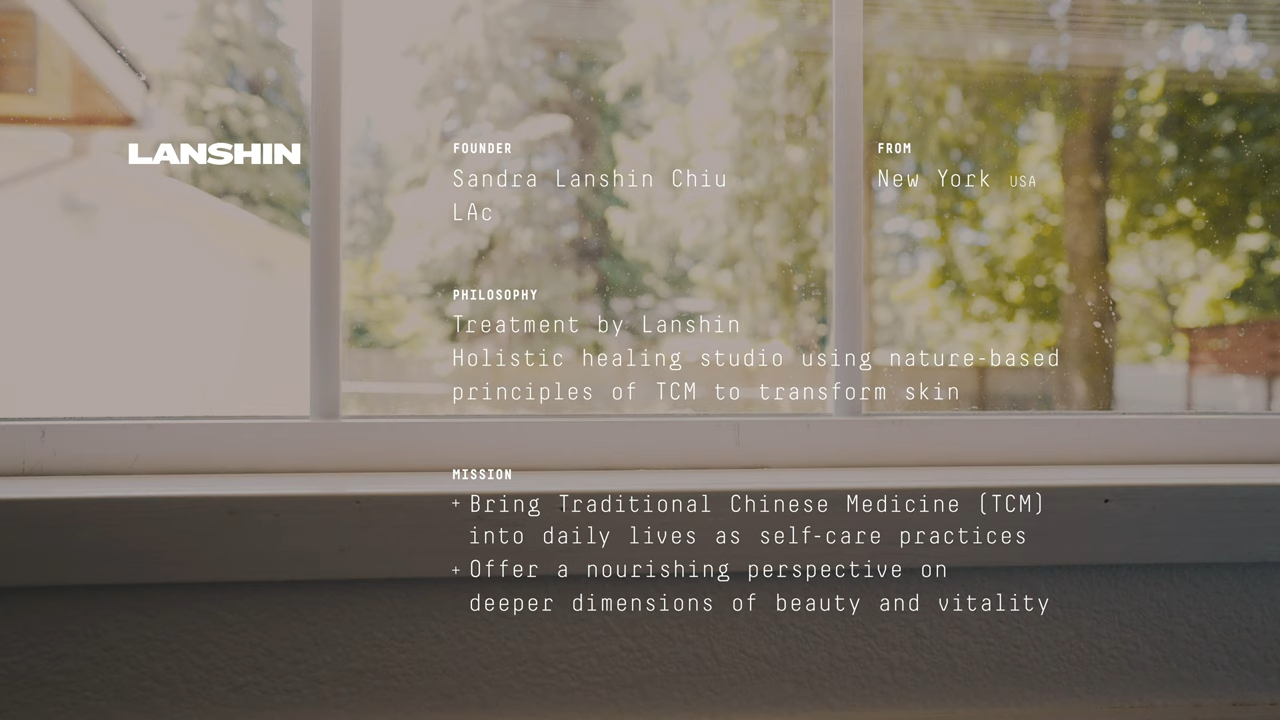 LANSHIN
FOUNDER
Sandra Lanshin Chiu
LAc
FROM
New York USA
PHILOSOPHY
Treatment by Lanshin
Holistic healing studio using nature-based
principles of TCM to transform skin
MISSION
+ Bring Traditional Chinese Medicine (TCM)
into daily lives as self-care practices
+ Offer a nourishing perspective on
deeper dimensions of beauty and vitality